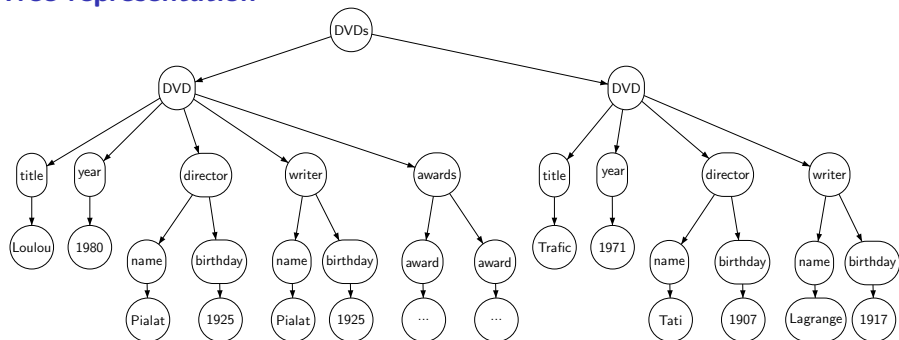 Tree representation
DVDs
DVD DVD
title year director writer awards title year director writer
Loulou 1980 name birthday name birthday award award Trafic 1971 name birthday name birthday
Pialat 1925 Pialat 1925 ... ... Tati 1907 Lagrange 1917